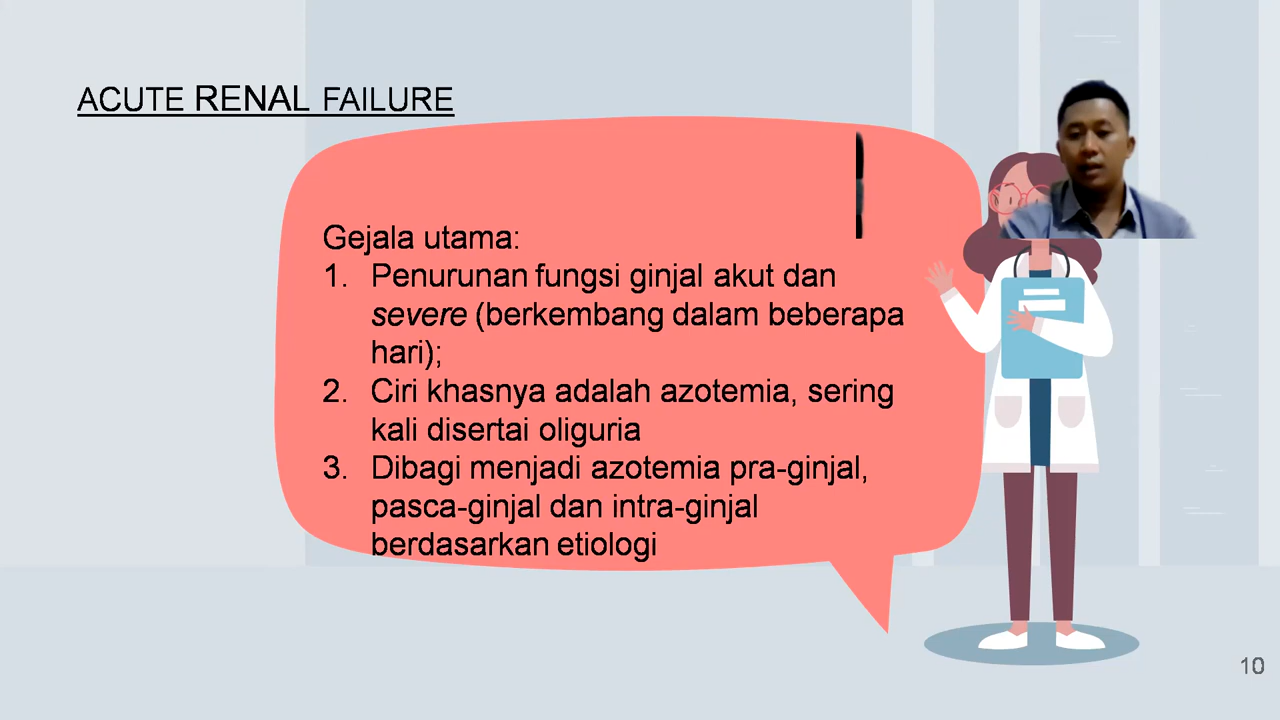 ACUTE RENAL FAILURE
Gejala utama:
1. Penurunan fungsi ginjal akut dan
severe (berkembang dalam beberapa
hari);
2. Ciri khasnya adalah azotemia, sering
kali disertai oliguria
3. Dibagi menjadi azotemia pra-ginjal,
pasca-ginjal dan intra-ginjal
berdasarkan etiologi
10